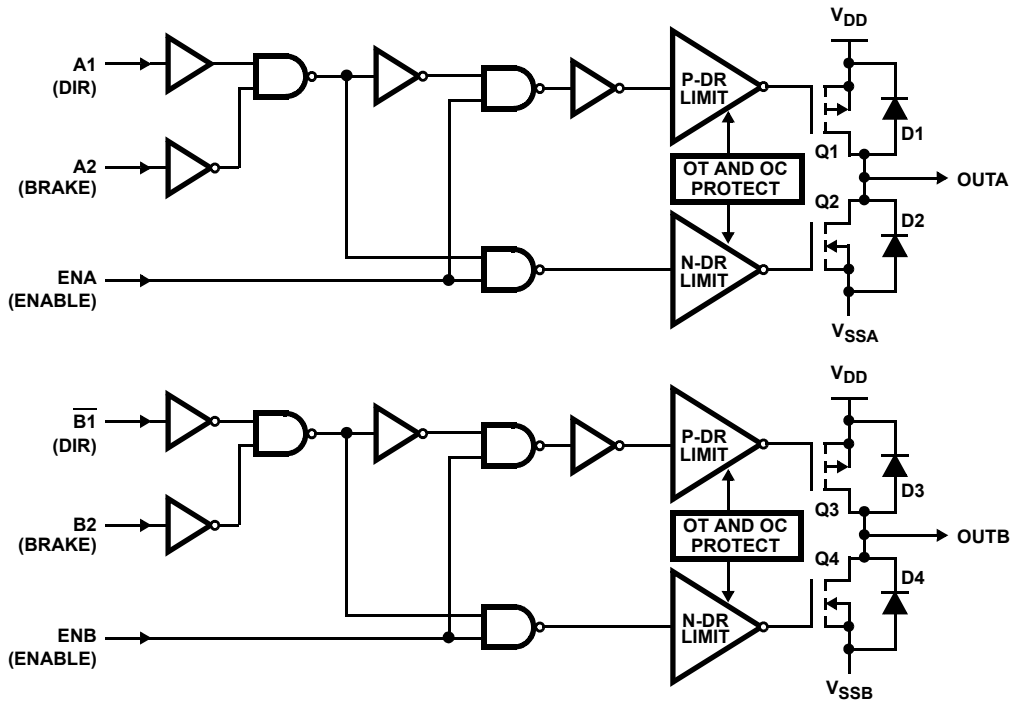 A1
(DIR)
A2
(BRAKE)
ENA
(ENABLE)
P-DR
LIMIT
OT AND OC
PROTECT
N-DR
LIMIT
VDD
D1
Q1
OUTA
Q2
D2
VSSA
B1
(DIR)
B2
(BRAKE)
ENB
(ENABLE)
P-DR
LIMIT
OT AND OC
PROTECT
N-DR
LIMIT
VDD
D3
Q3
OUTB
Q4
D4
VSSB